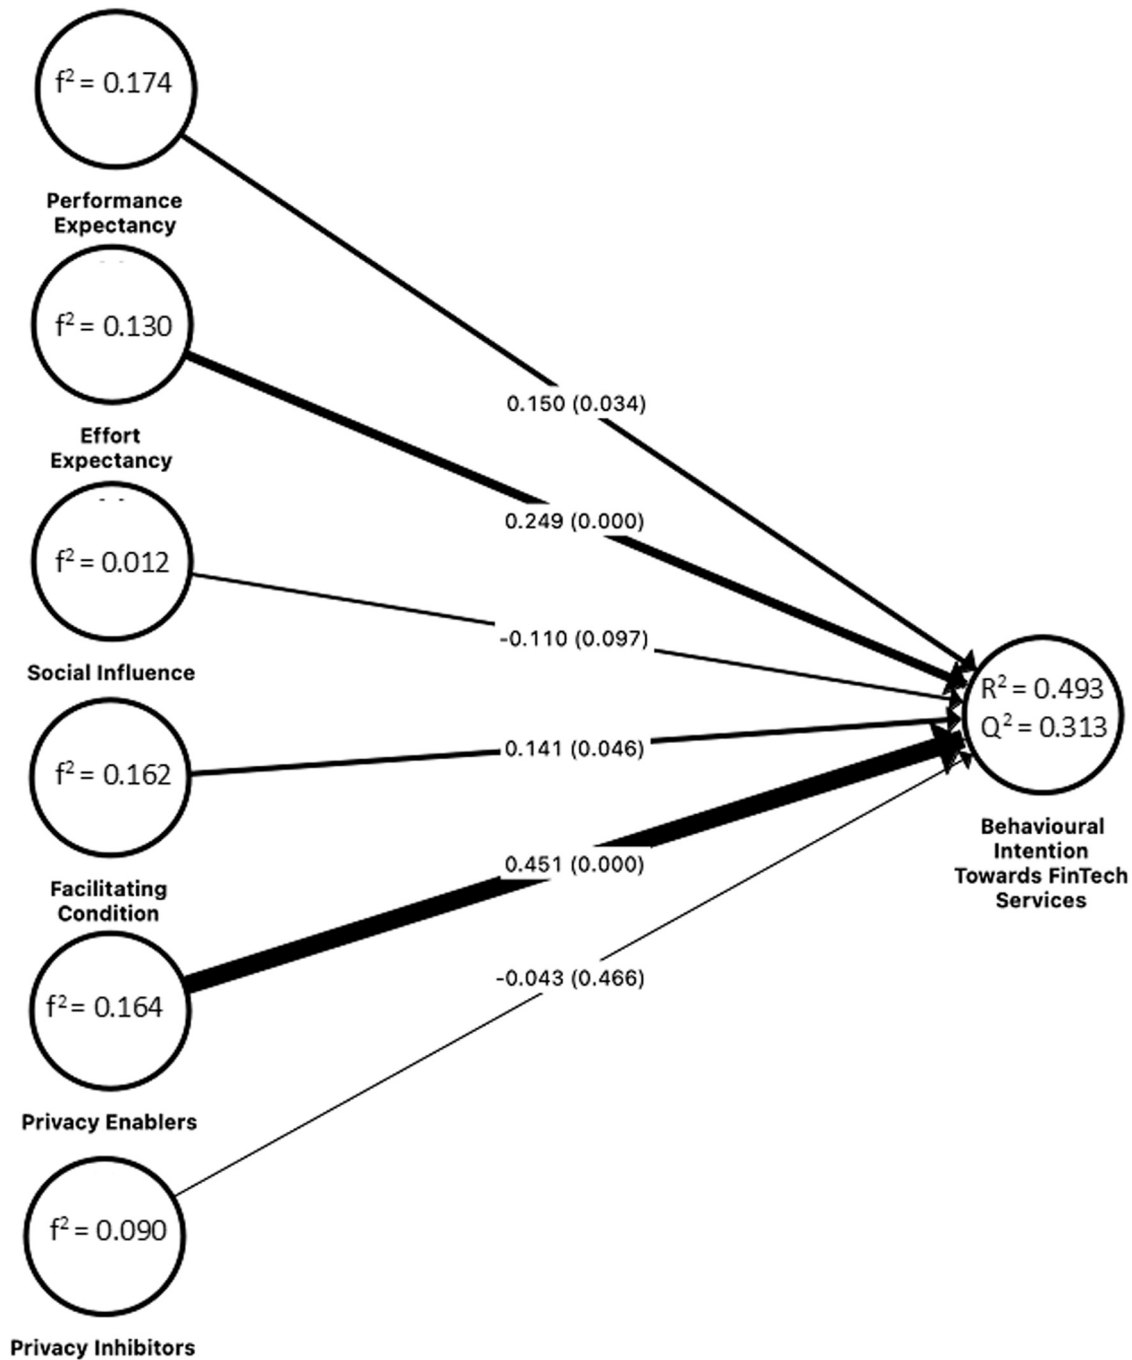 f² = 0.174
Performance
Expectancy
f² = 0.130
Effort
Expectancy
f² = 0.012
Social Influence
f² = 0.162
Facilitating
Condition
f² = 0.164
Privacy Enablers
f² = 0.090
Privacy Inhibitors
0.150 (0.034)
0.249 (0.000)
-0.110 (0.097)
0.141 (0.046)
0.451 (0.000)
-0.043 (0.466)
R² = 0.493
Q² = 0.313
Behavioural
Intention
Towards FinTech
Services